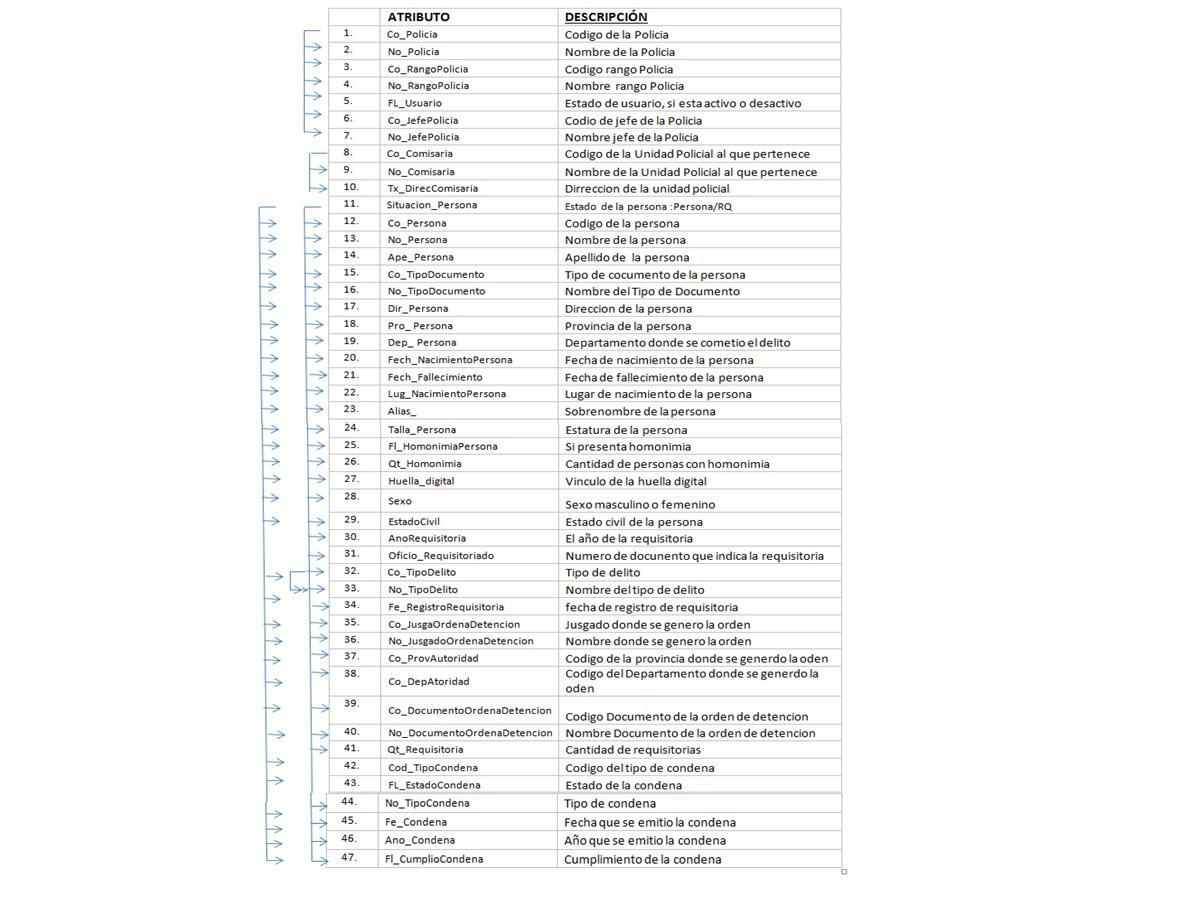 ATRIBUTO DESCRIPCIÓN
1. Co_Policia Codigo de la Policia
2. No_Policia Nombre de la Policia
3. Co_RangoPolicia Codigo rango Policia
4. No_RangoPolicia Nombre rango Policia
5. FL_Usuario Estado de usuario, si esta activo o desactivo
6. Co_JefePolicia Codio de jefe de la Policia
7. No_JefePolicia Nombre jefe de la Policia
8. Co_Comisaria Codigo de la Unidad Policial al que pertenece
9. No_Comisaria Nombre de la Unidad Policial al que pertenece
10. Tx_DirecComisaria Dirreccion de la unidad policial
11. Situacion_Persona Estado de la persona :Persona/RQ
12. Co_Persona Codigo de la persona
13. No_Persona Nombre de la persona
14. Ape_Persona Apellido de la persona
15. Co_TipoDocumento Tipo de cocumento de la persona
16. No_TipoDocumento Nombre del Tipo de Documento
17. Dir_Persona Direccion de la persona
18. Pro_ Persona Provincia de la persona
19. Dep_ Persona Departamento donde se cometio el delito
20. Fech_NacimientoPersona Fecha de nacimiento de la persona
21. Fech_Fallecimiento Fecha de fallecimiento de la persona
22. Lug_NacimientoPersona Lugar de nacimiento de la persona
23. Alias_ Sobrenombre de la persona
24. Talla_Persona Estatura de la persona
25. Fl_HomonimiaPersona Si presenta homonimia
26. Qt_Homonimia Cantidad de personas con homonimia
27. Huella_digital Vinculo de la huella digital
28. Sexo Sexo masculino o femenino
29. EstadoCivil Estado civil de la persona
30. AnoRequisitoria El año de la requisitoria
31. Oficio_Requisitoriado Numero de docunento que indica la requisitoria
32. Co_TipoDelito Tipo de delito
33. No_TipoDelito Nombre del tipo de delito
34. Fe_RegistroRequisitoria fecha de registro de requisitoria
35. Co_JusgaOrdenaDetencion Jusgado donde se genero la orden
36. No_JusgadoOrdenaDetencion Nombre donde se genero la orden
37. Co_ProvAutoridad Codigo de la provincia donde se generdo la oden
38. Co_DepAtoridad Codigo del Departamento donde se generdo la
oden
39. Co_DocumentoOrdenaDetencion Codigo Documento de la orden de detencion
40. No_DocumentoOrdenaDetencion Nombre Documento de la orden de detencion
41. Qt_Requisitoria Cantidad de requisitorias
42. Cod_TipoCondena Codigo del tipo de condena
43. FL_EstadoCondena Estado de la condena
44. No_TipoCondena Tipo de condena
45. Fe_Condena Fecha que se emitio la condena
46. Ano_Condena Año que se emitio la condena
47. Fl_CumplioCondena Cumplimiento de la condena